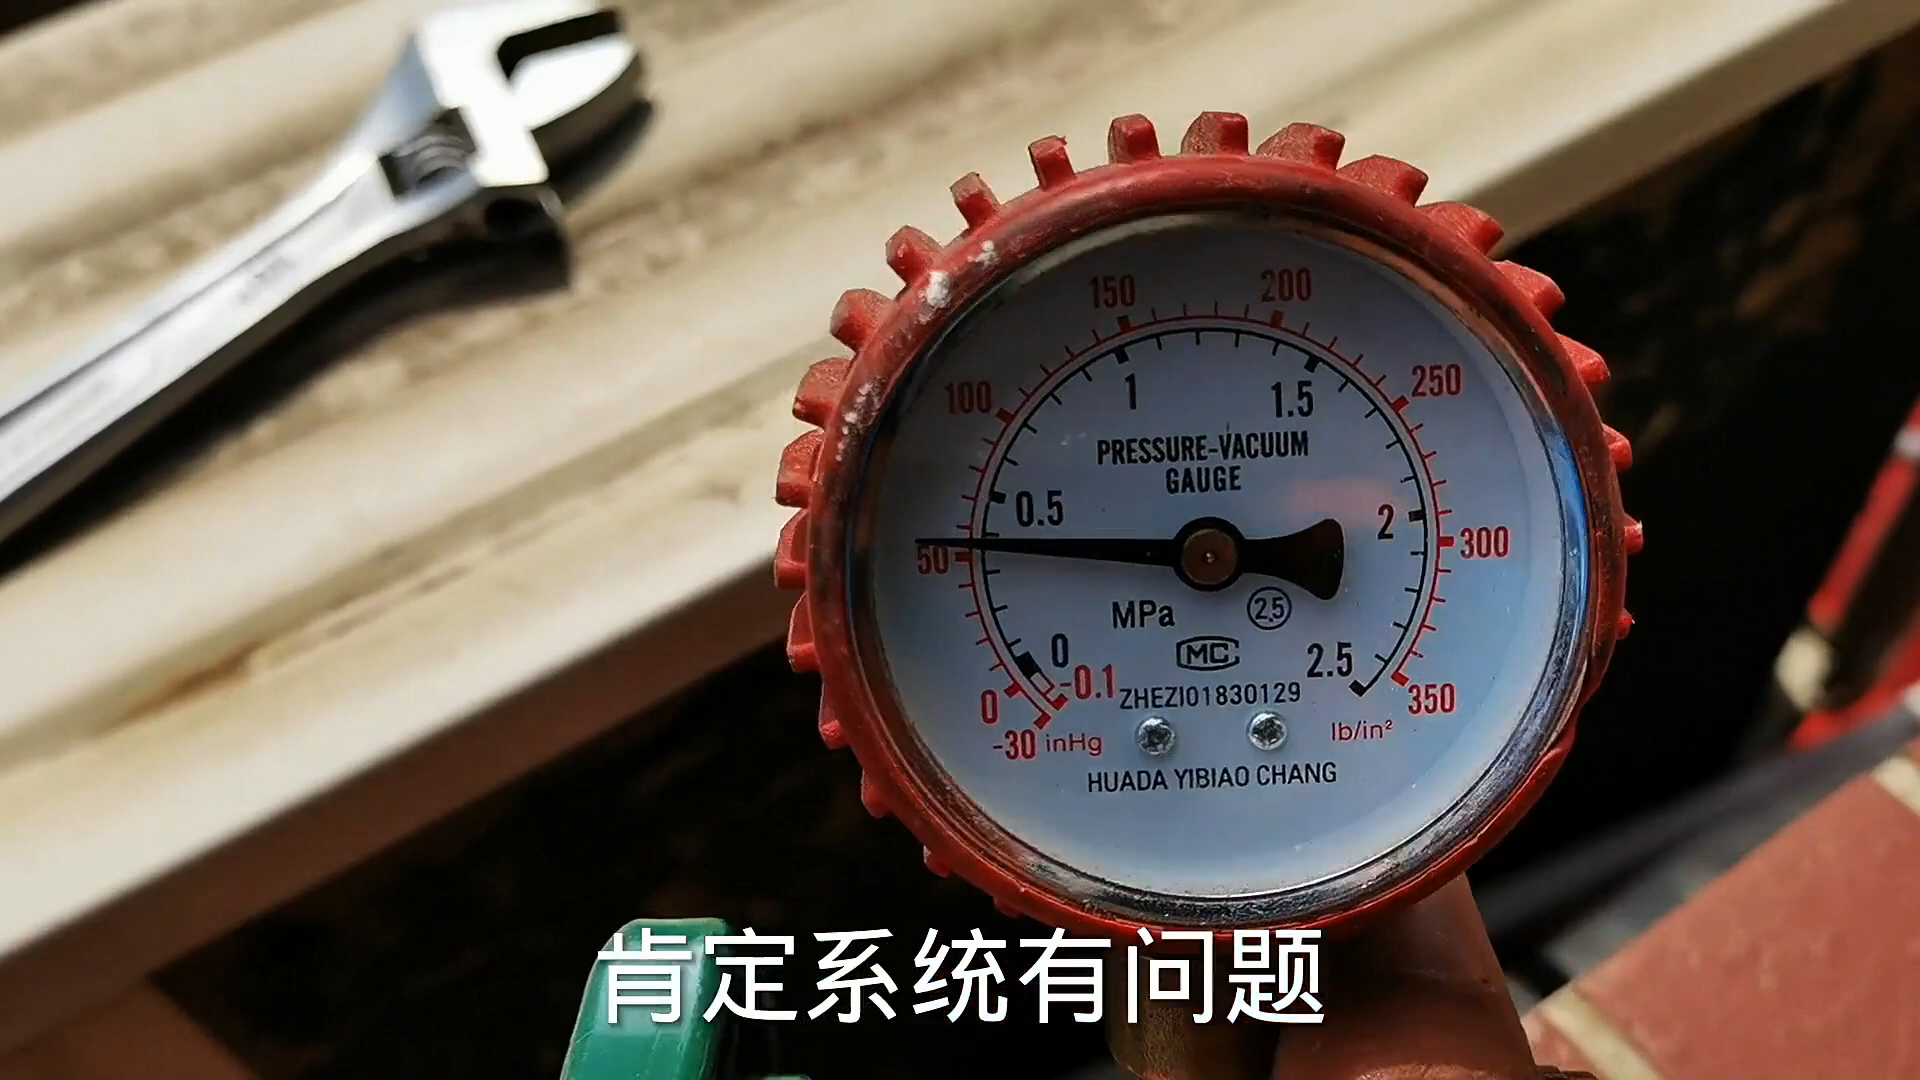 150 200
100 250
1 1.5
PRESSURE-VACUUM
GAUGE
0.5 2
50 300
MPa 2.5
MC
0 2.5
0 -0.1 ZHEZI01830129 350
-30 inHg lb/in²
HUADA YIBIAO CHANG
肯定系统有问题